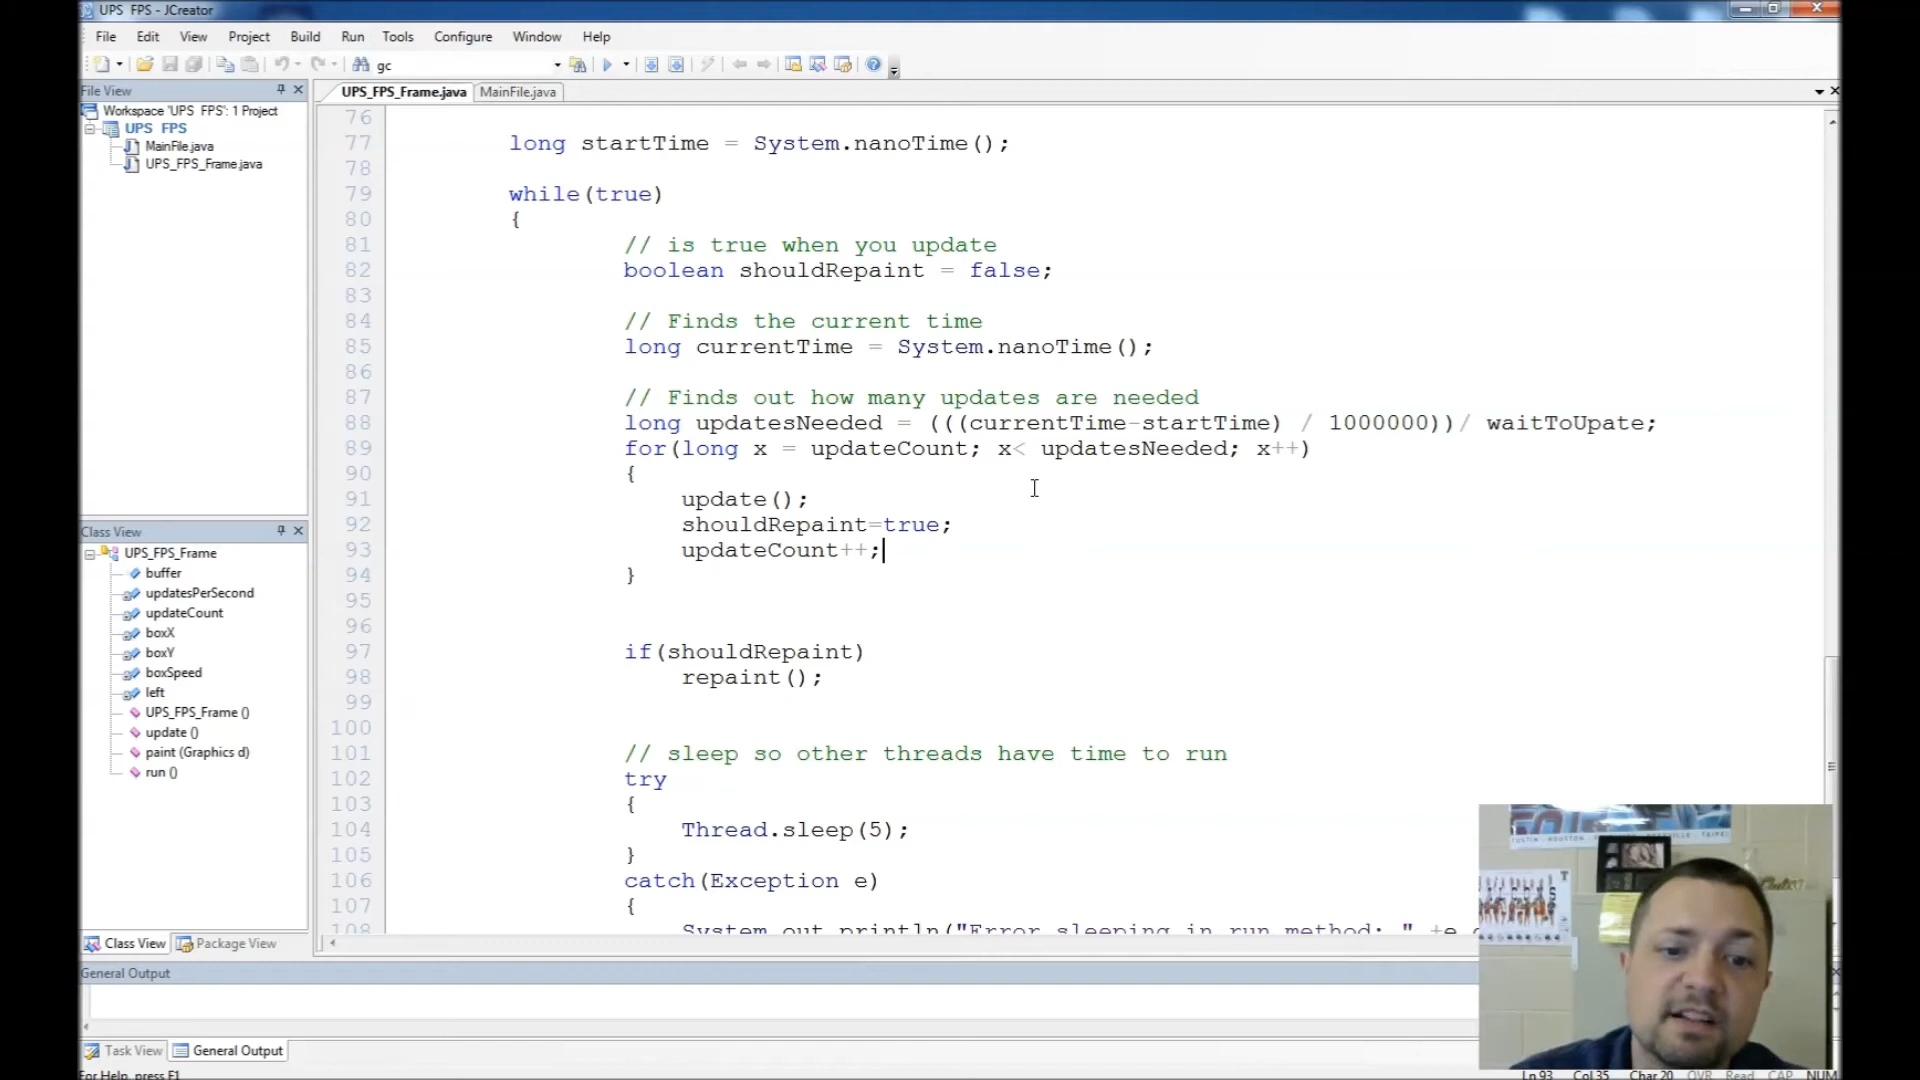 UPS FPS - JCreator
File Edit View Project Build Run Tools Configure Window Help
gc
File View
UPS_FPS_Frame.java MainFile.java
Workspace 'UPS FPS': 1 Project
UPS FPS
MainFile.java
UPS_FPS_Frame.java
76
77 long startTime = System.nanoTime();
78
79 while(true)
80 {
81 // is true when you update
82 boolean shouldRepaint = false;
83
84 // Finds the current time
85 long currentTime = System.nanoTime();
86
87 // Finds out how many updates are needed
88 long updatesNeeded = (((currentTime-startTime) / 1000000))/ waitToUpate;
89 for(long x = updateCount; x< updatesNeeded; x++)
90 {
91 update();
92 shouldRepaint=true;
93 updateCount++;
94 }
95
96
97 if(shouldRepaint)
98 repaint();
99
100
101 // sleep so other threads have time to run
102 try
103 {
104 Thread.sleep(5);
105 }
106 catch(Exception e)
107 {
108 System.out.println("Error sleeping in run method: " +e
Class View
UPS_FPS_Frame
buffer
updatesPerSecond
updateCount
boxX
boxY
boxSpeed
left
UPS_FPS_Frame ()
update ()
paint (Graphics d)
run ()
Class View Package View
General Output
Task View General Output
For Help, press F1
Ln 93 Col 35 Char 20 OVR Read CAP NUM